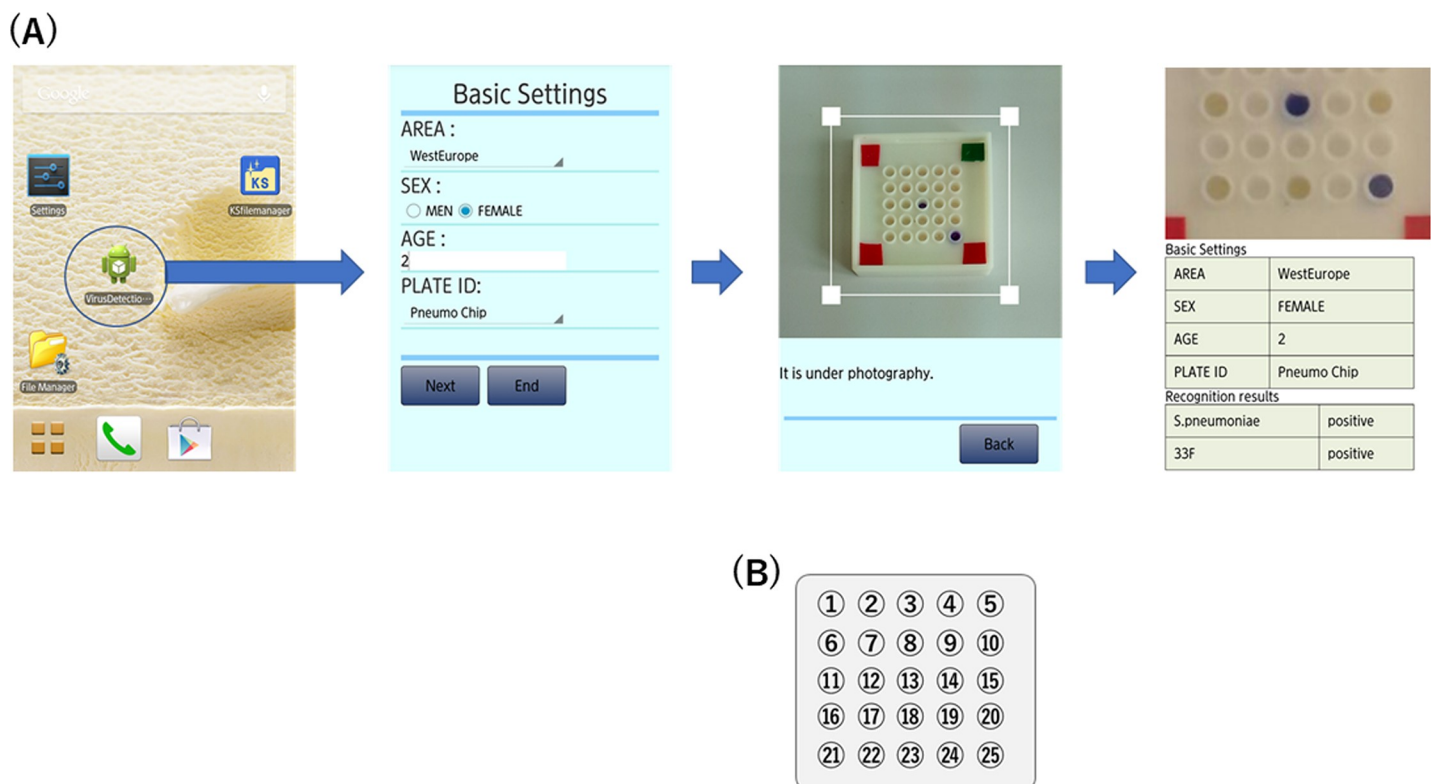 (A)
Google
Settings
KSfilemanager
KS
VirusDetectio…
File Manager
Basic Settings
AREA :
WestEurope
SEX :
MEN FEMALE
AGE :
2
PLATE ID:
Pneumo Chip
Next End
It is under photography.
Back
Basic Settings
AREA WestEurope
SEX FEMALE
AGE 2
PLATE ID Pneumo Chip
Recognition results
S.pneumoniae positive
33F positive
(B)
① ② ③ ④ ⑤
⑥ ⑦ ⑧ ⑨ ⑩
⑪ ⑫ ⑬ ⑭ ⑮
⑯ ⑰ ⑱ ⑲ ⑳
㉑ ㉒ ㉓ ㉔ ㉕